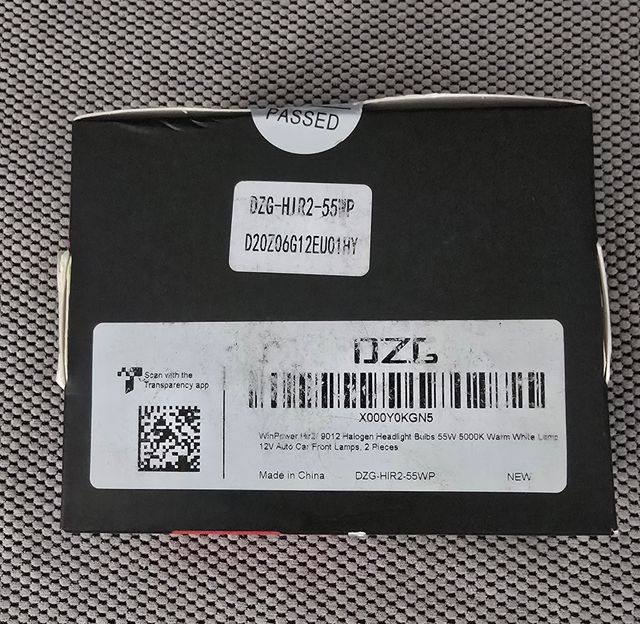 PASSED
DZG-HIR2-55WP
D20Z06G12EU01HY
DZG
Scan with the
Transparency app
X000Y0KGN5
WinPower Hir2/ 9012 Halogen Headlight Bulbs 55W 5000K Warm White Lamp
12V Auto Car Front Lamps, 2 Pieces
Made in China DZG-HIR2-55WP NEW